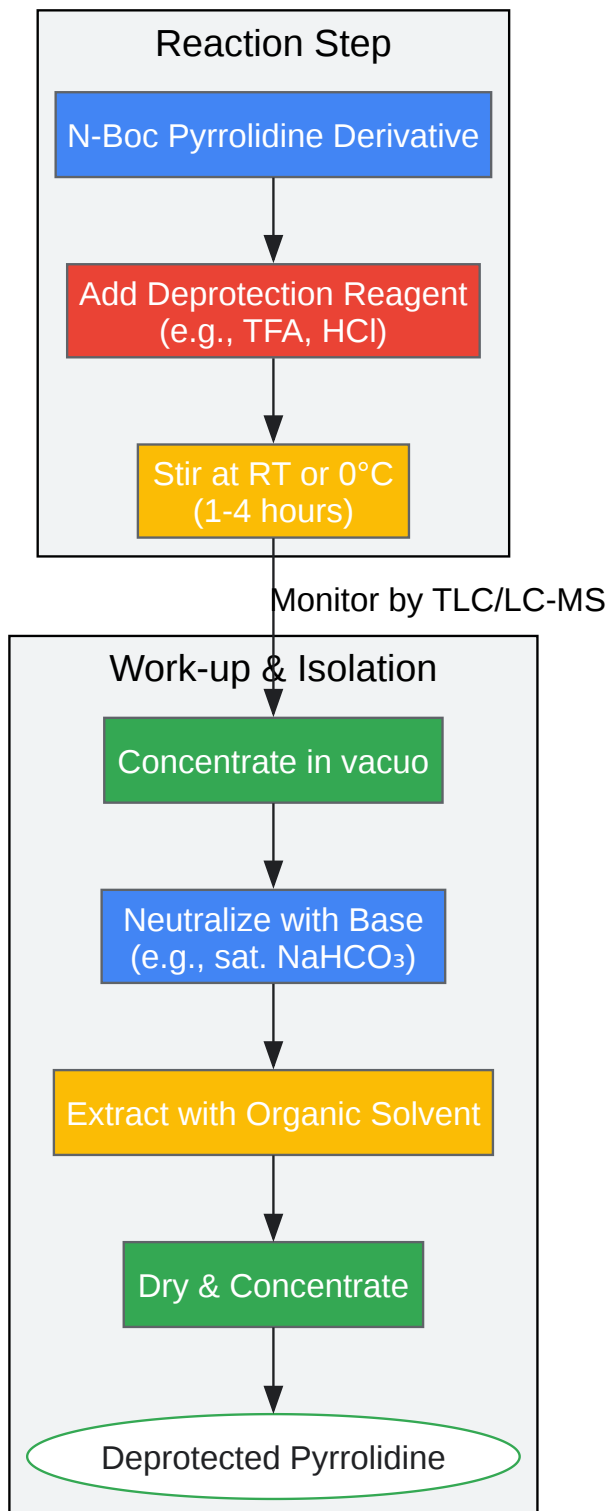 Reaction Step
N-Boc Pyrrolidine Derivative
Add Deprotection Reagent
(e.g., TFA, HCl)
Stir at RT or 0°C
(1-4 hours)
Monitor by TLC/LC-MS
Work-up & Isolation
Concentrate in vacuo
Neutralize with Base
(e.g., sat. NaHCO₃)
Extract with Organic Solvent
Dry & Concentrate
Deprotected Pyrrolidine